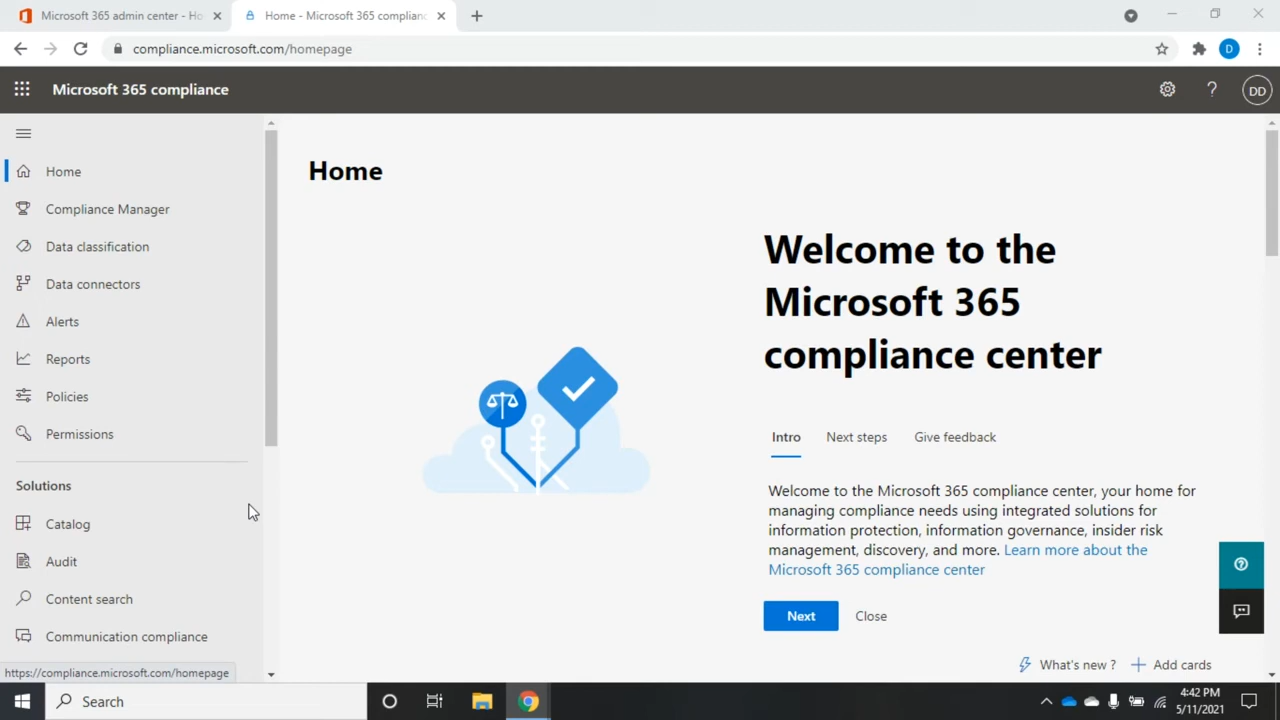 Microsoft 365 admin center - Ho
Home - Microsoft 365 complianc
compliance.microsoft.com/homepage
D
Microsoft 365 compliance
?
DD
Home
Compliance Manager
Data classification
Data connectors
Alerts
Reports
Policies
Permissions
Solutions
Catalog
Audit
Content search
Communication compliance
https://compliance.microsoft.com/homepage
Home
Welcome to the
Microsoft 365
compliance center
Intro Next steps Give feedback
Welcome to the Microsoft 365 compliance center, your home for
managing compliance needs using integrated solutions for
information protection, information governance, insider risk
management, discovery, and more. Learn more about the
Microsoft 365 compliance center
Next Close
What's new ? Add cards
Search
4:42 PM
5/11/2021